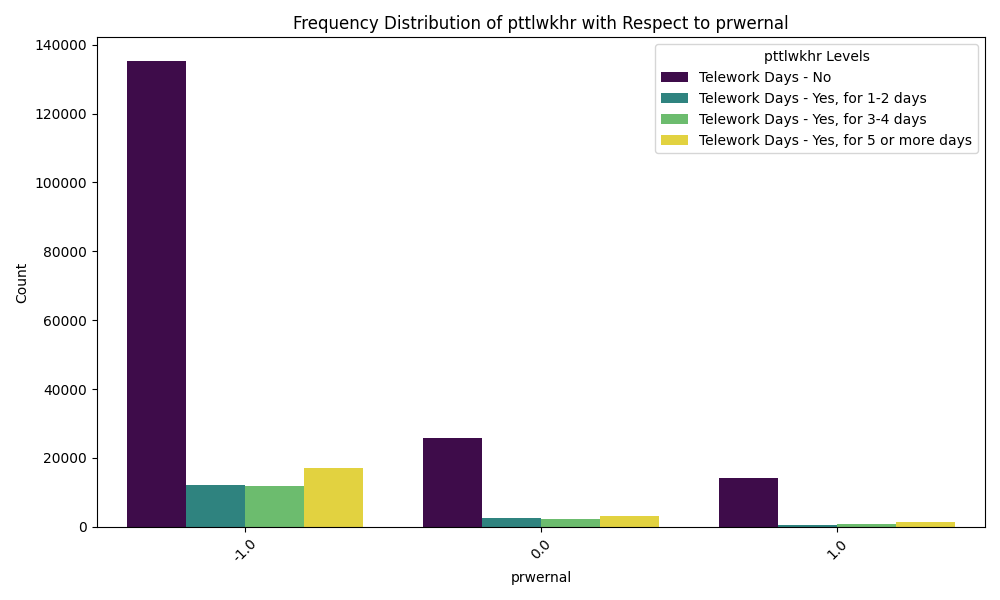 Frequency Distribution of pttlwkhr with Respect to prwernal
pttlwkhr Levels
Telework Days - No
Telework Days - Yes, for 1-2 days
Telework Days - Yes, for 3-4 days
Telework Days - Yes, for 5 or more days
Count
140000
120000
100000
80000
60000
40000
20000
0
-1.0
0.0
1.0
prwernal